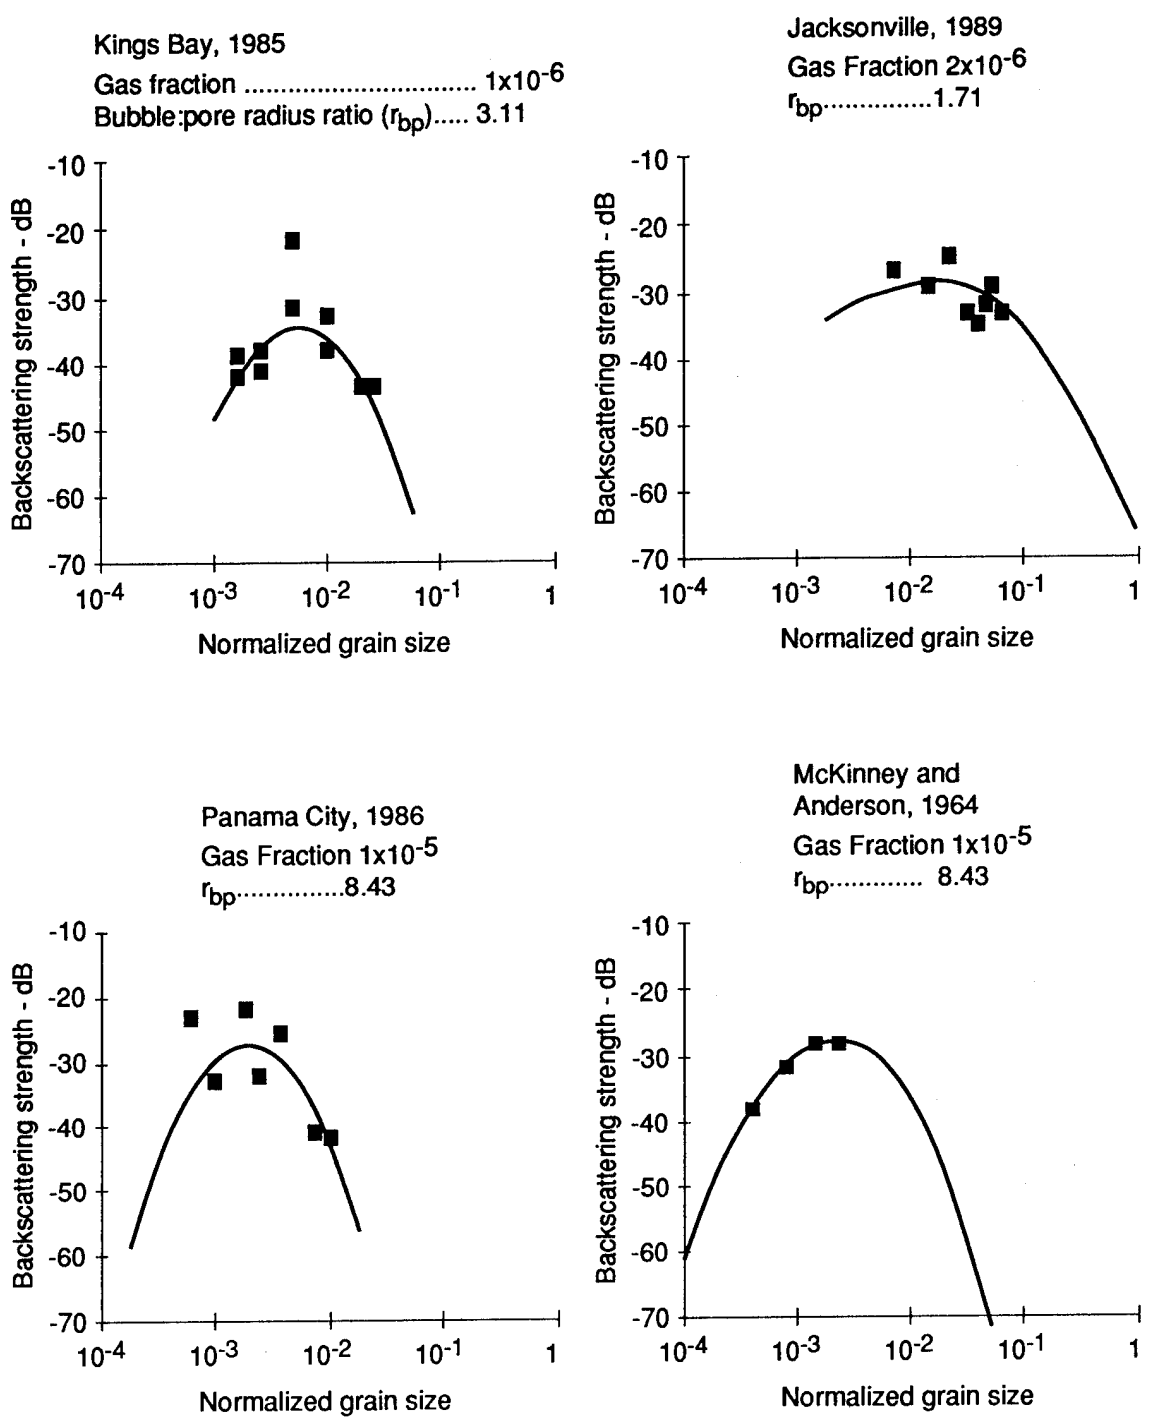 Kings Bay, 1985
Gas fraction ................................ 1x10-6
Bubble:pore radius ratio (rbp)..... 3.11
-10
-20
-30
-40
-50
-60
-70
Backscattering strength - dB
10-4 10-3 10-2 10-1 1
Normalized grain size
Jacksonville, 1989
Gas Fraction 2x10-6
rbp...............1.71
-10
-20
-30
-40
-50
-60
-70
Backscattering strength - dB
10-4 10-3 10-2 10-1 1
Normalized grain size
Panama City, 1986
Gas Fraction 1x10-5
rbp...............8.43
-10
-20
-30
-40
-50
-60
-70
Backscattering strength - dB
10-4 10-3 10-2 10-1 1
Normalized grain size
McKinney and
Anderson, 1964
Gas Fraction 1x10-5
rbp............. 8.43
-10
-20
-30
-40
-50
-60
-70
Backscattering strength - dB
10-4 10-3 10-2 10-1 1
Normalized grain size